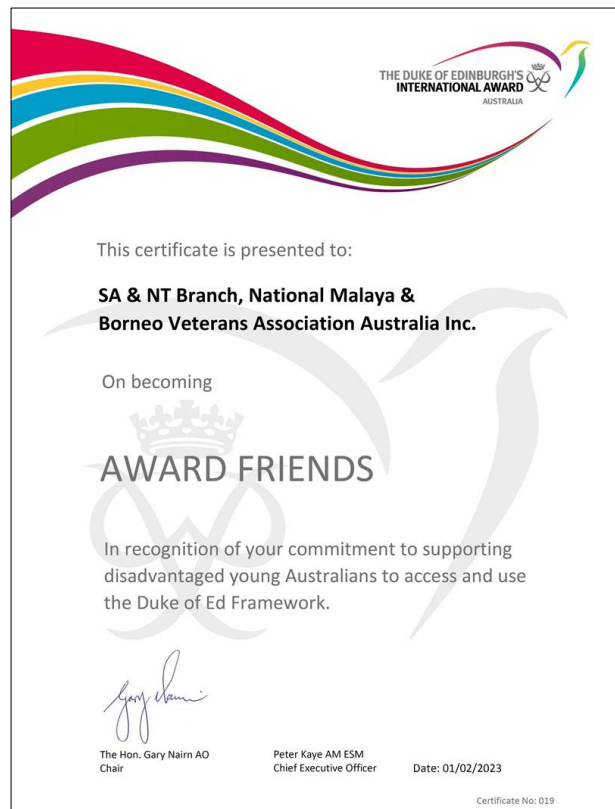 THE DUKE OF EDINBURGH'S
INTERNATIONAL AWARD
AUSTRALIA
This certificate is presented to:
SA & NT Branch, National Malaya &
Borneo Veterans Association Australia Inc.
On becoming
AWARD FRIENDS
In recognition of your commitment to supporting
disadvantaged young Australians to access and use
the Duke of Ed Framework.
Gary Nairn
The Hon. Gary Nairn AO
Chair
Peter Kaye AM ESM
Chief Executive Officer
Date: 01/02/2023
Certificate No: 019